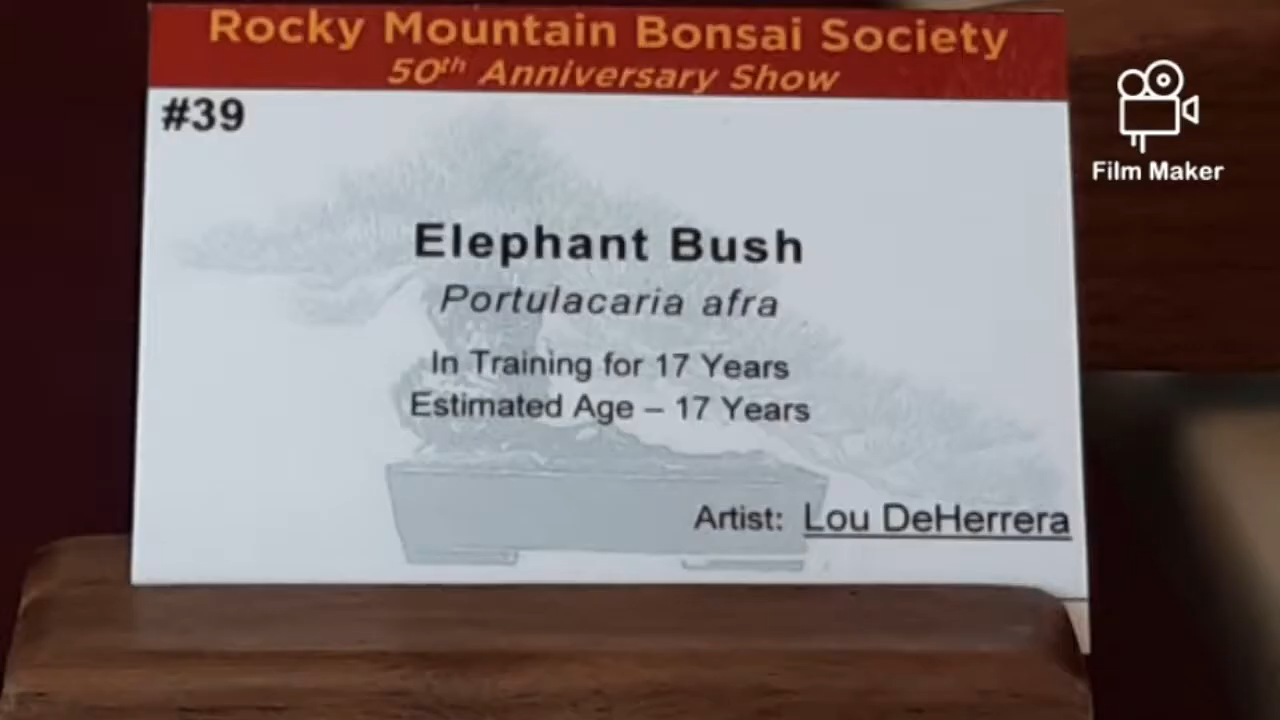 Rocky Mountain Bonsai Society
50th Anniversary Show
#39
Film Maker
Elephant Bush
Portulacaria afra
In Training for 17 Years
Estimated Age – 17 Years
Artist: Lou DeHerrera